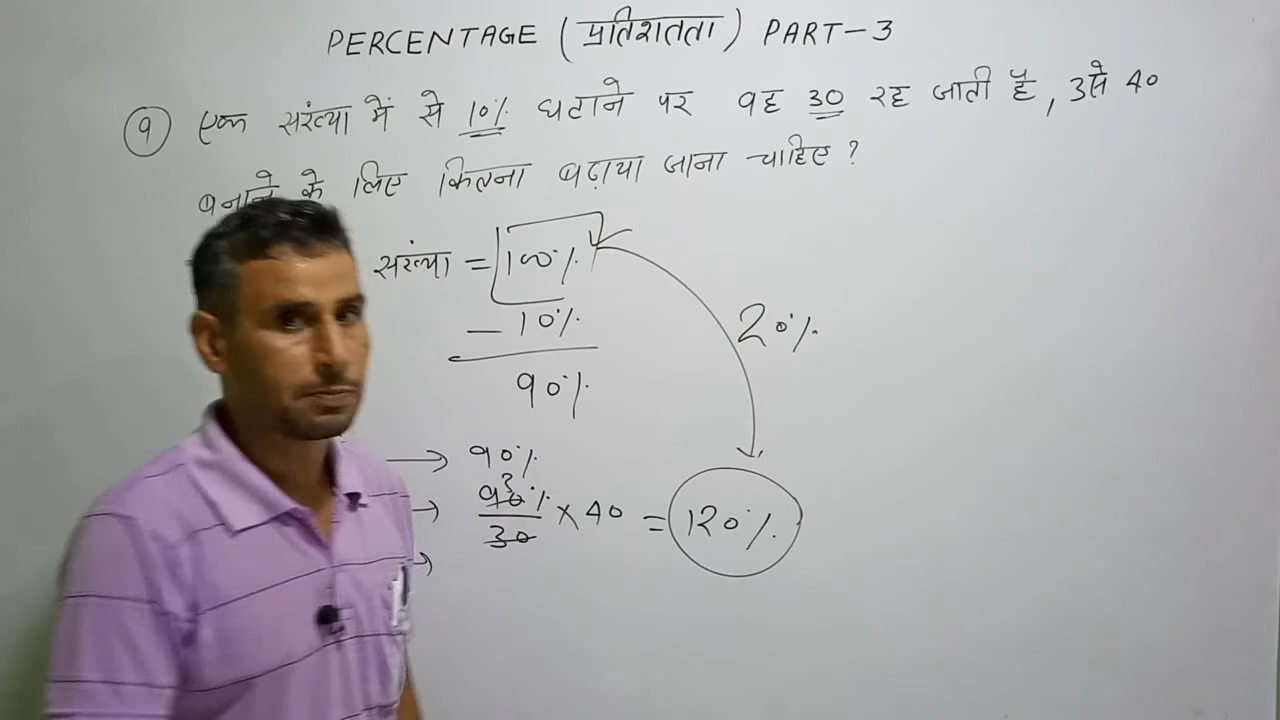 PERCENTAGE (प्रतिशतता) PART-3
9 एक संख्या में से 10% घटाने पर वह 30 रह जाती है, उसे 40
बनाने के लिए कितना बढ़ाया जाना चाहिए?
संख्या = 100%
- 10%
20%
90%
→ 90%
→ 90%/30 × 40 = 120%
3
→